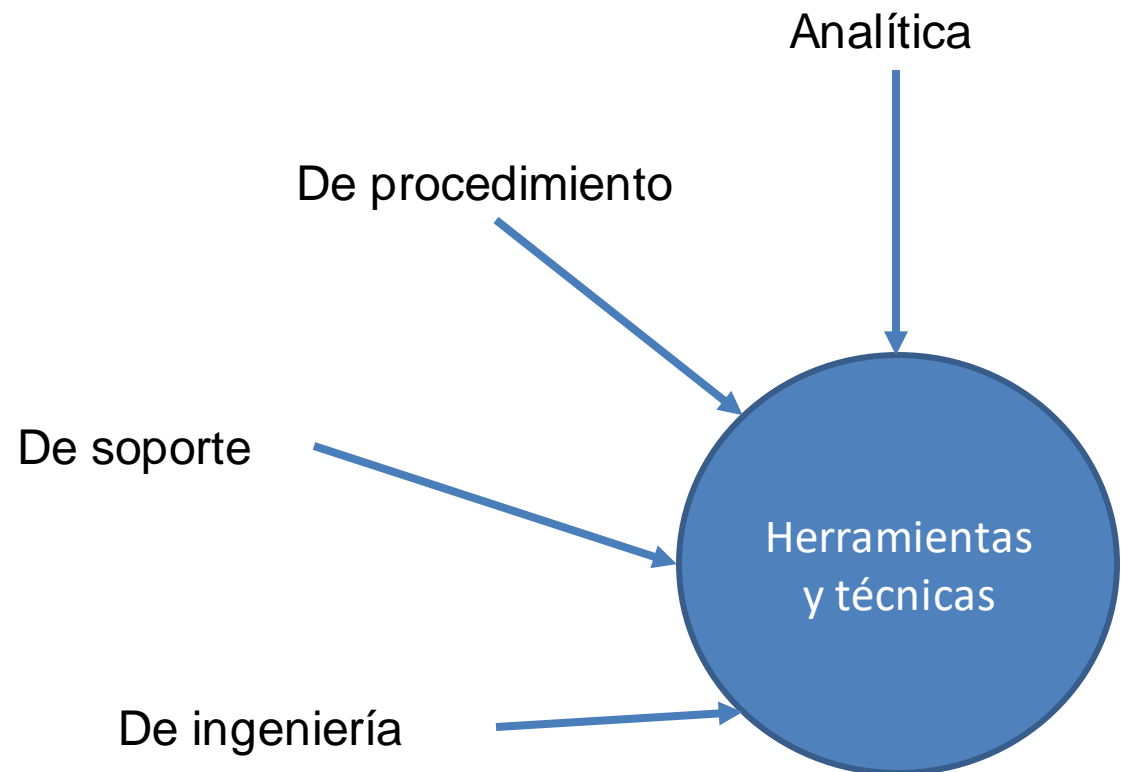 Analítica
De procedimiento
De soporte
Herramientas
y técnicas
De ingeniería